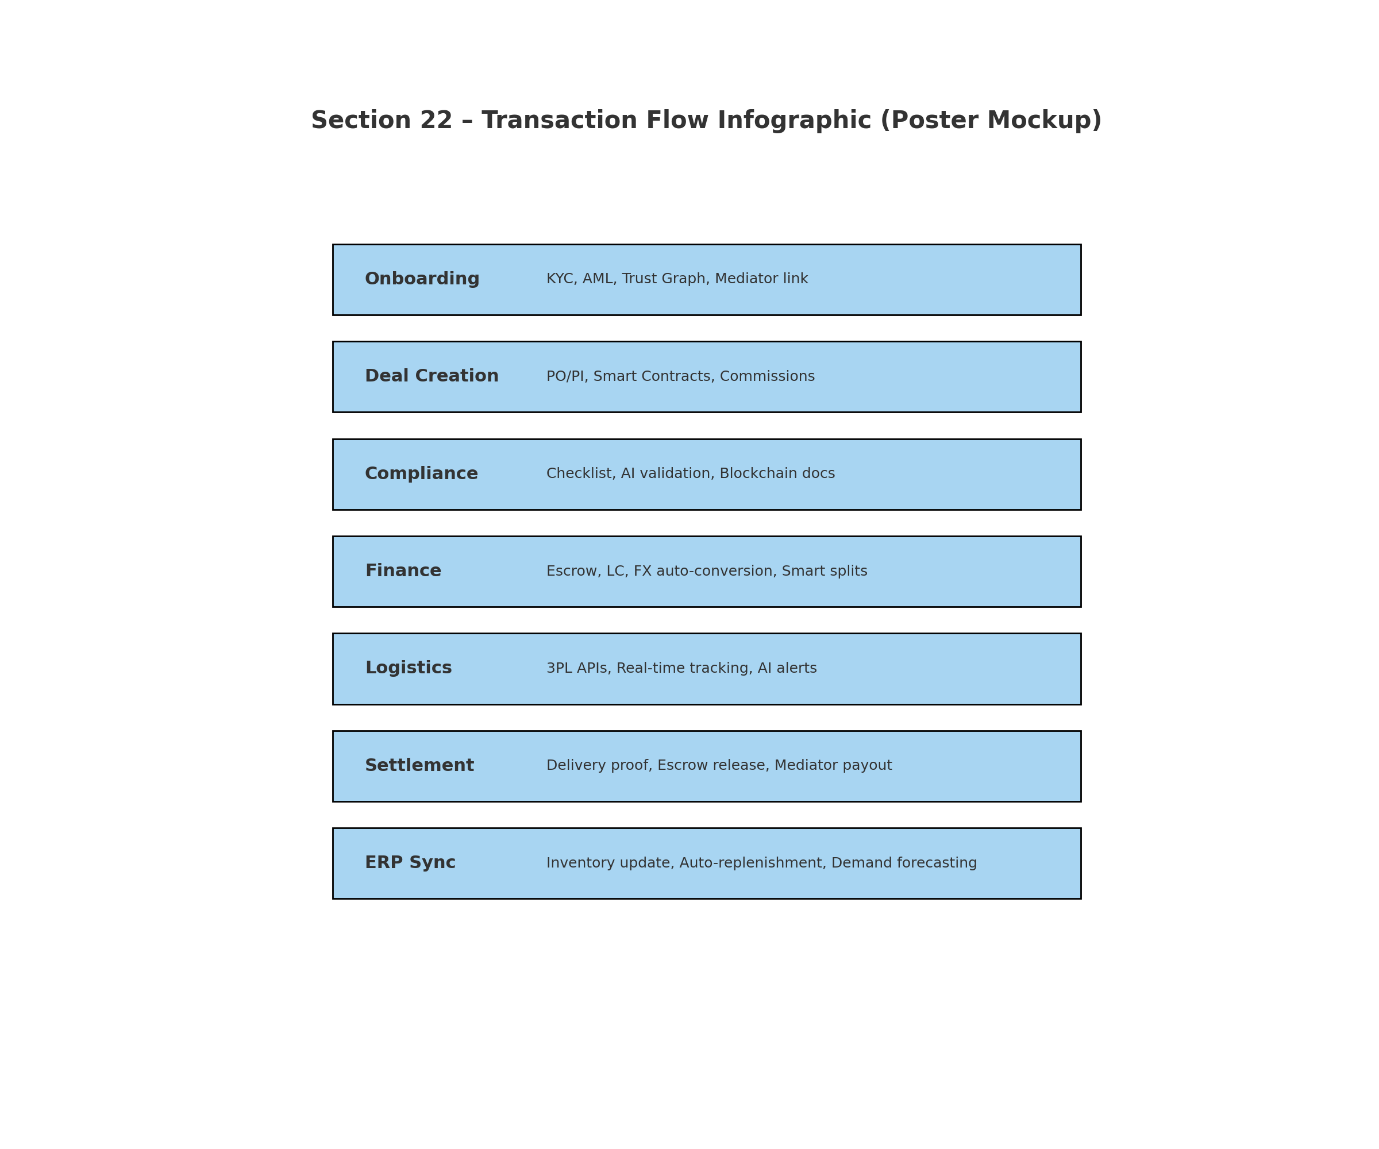 Section 22 – Transaction Flow Infographic (Poster Mockup)
Onboarding KYC, AML, Trust Graph, Mediator link
Deal Creation PO/PI, Smart Contracts, Commissions
Compliance Checklist, AI validation, Blockchain docs
Finance Escrow, LC, FX auto-conversion, Smart splits
Logistics 3PL APIs, Real-time tracking, AI alerts
Settlement Delivery proof, Escrow release, Mediator payout
ERP Sync Inventory update, Auto-replenishment, Demand forecasting